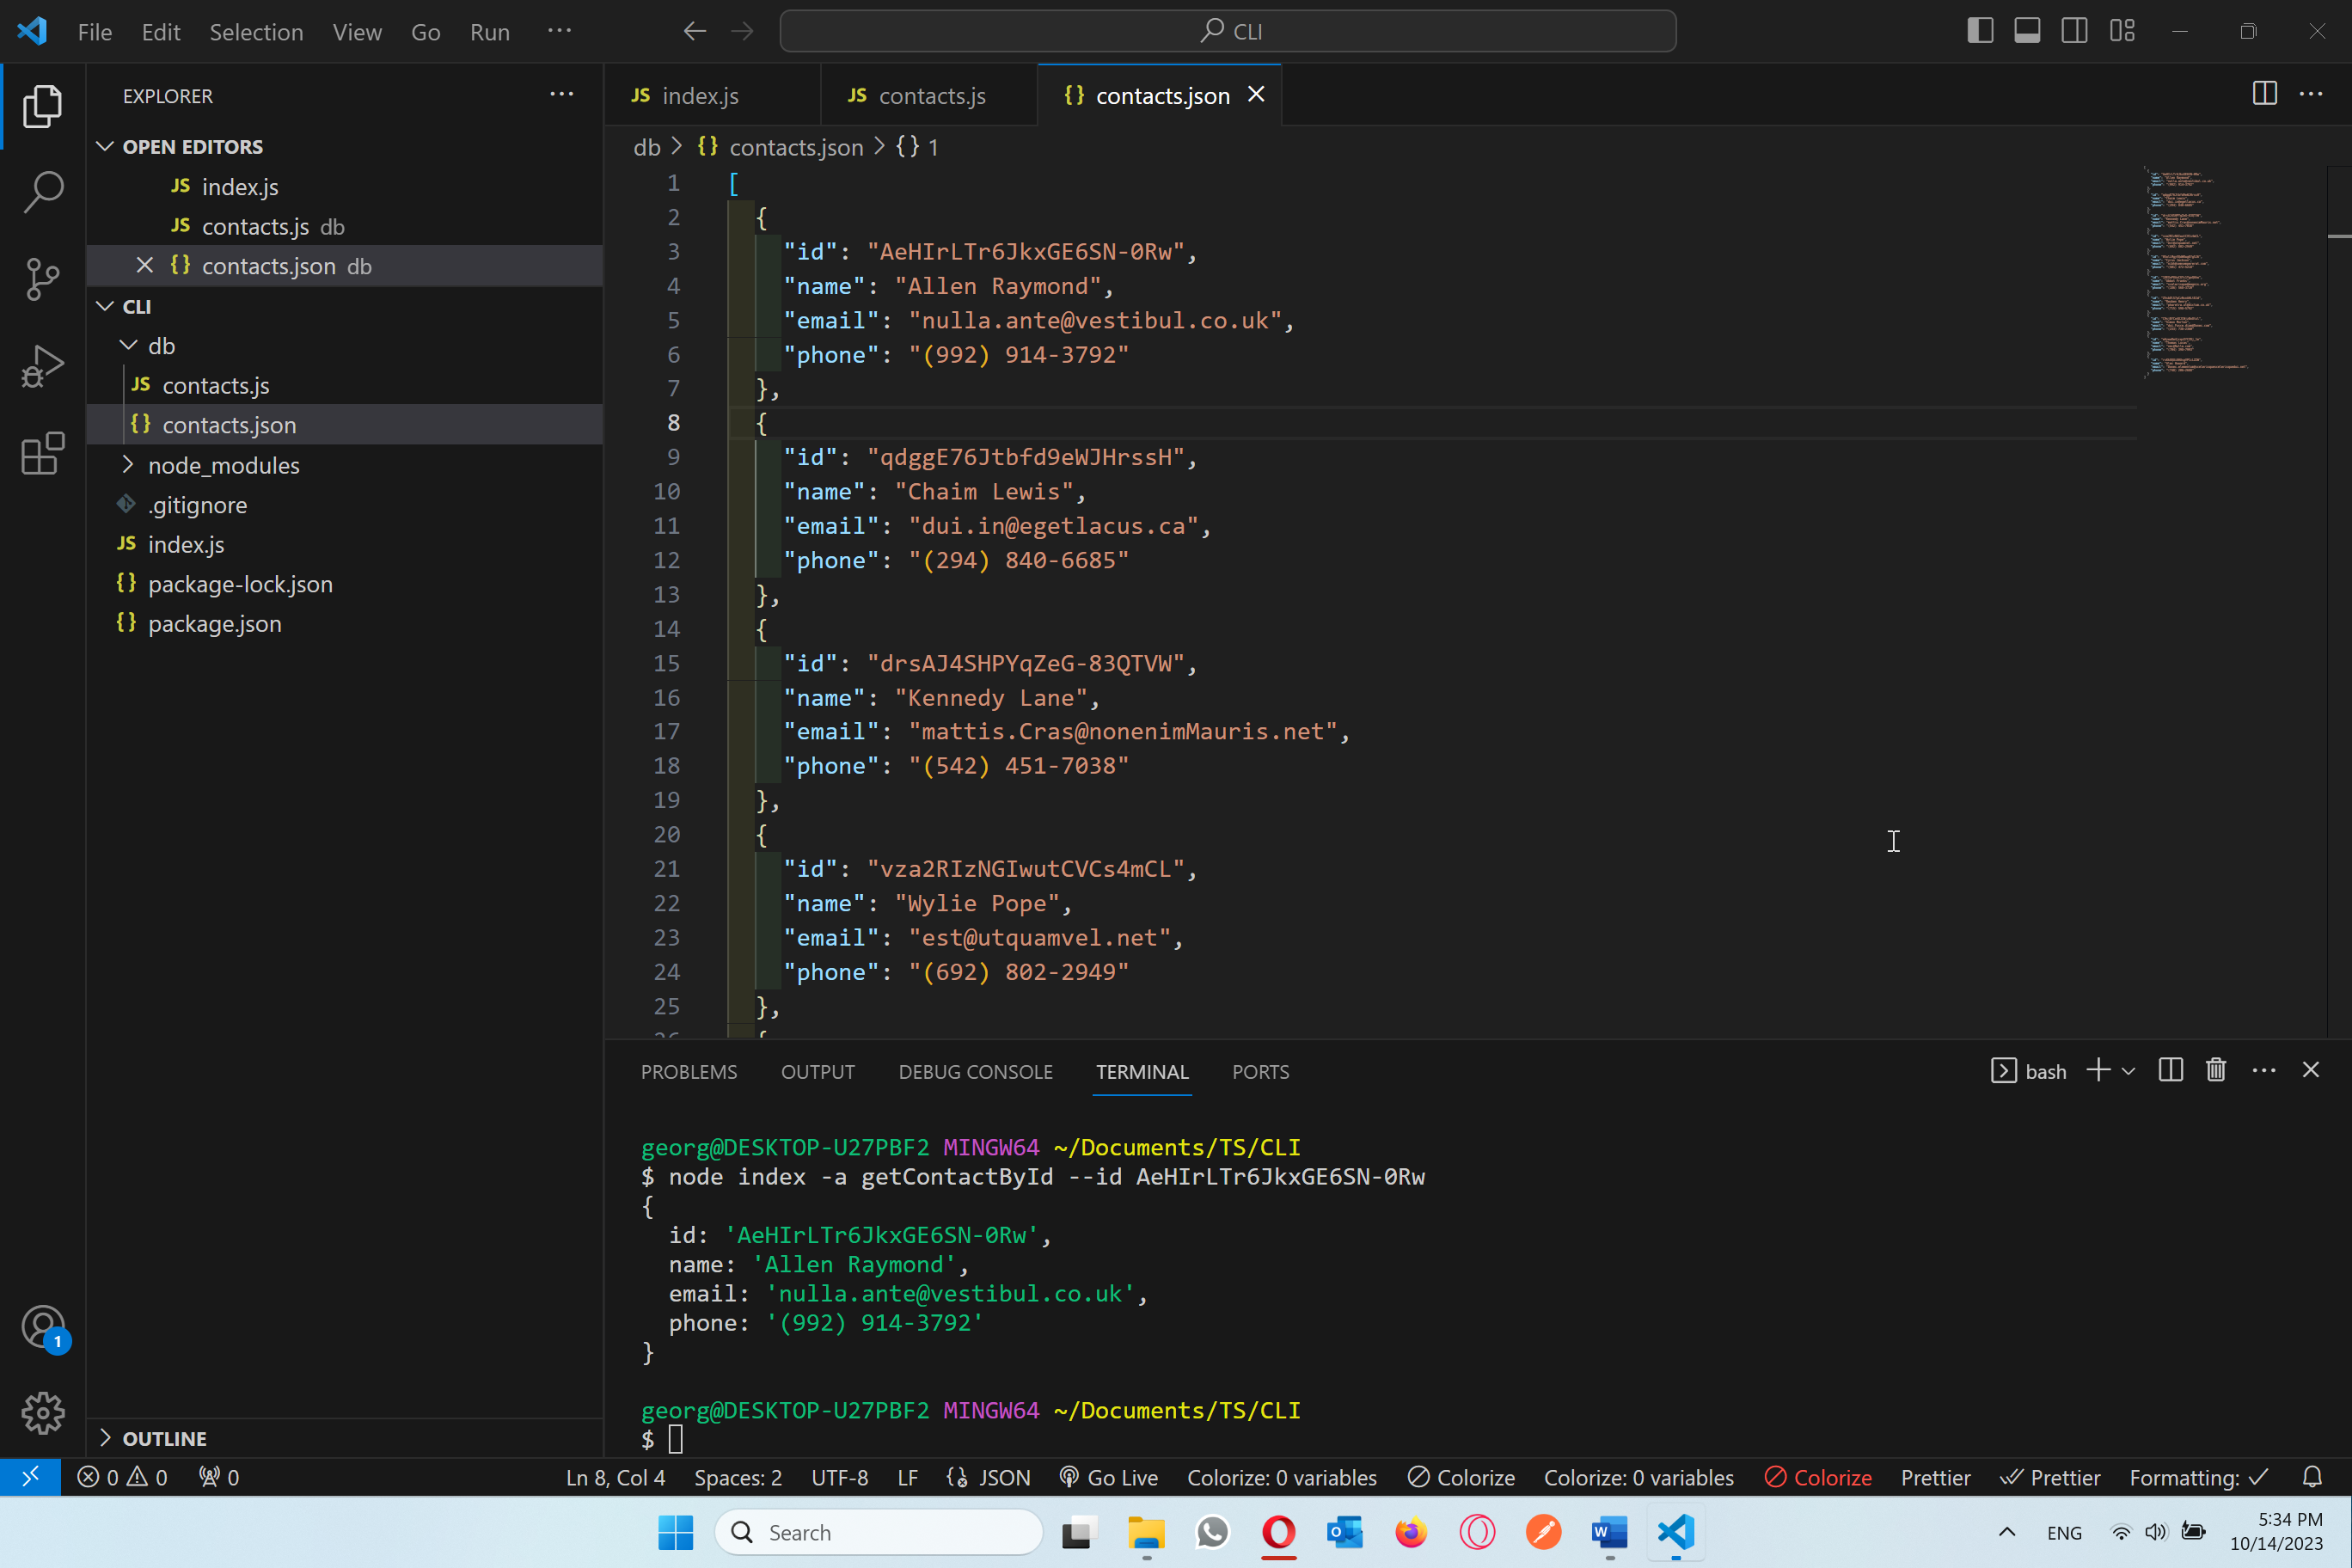 File Edit Selection View Go Run ···
CLI
EXPLORER
OPEN EDITORS
JS index.js
JS contacts.js db
{} contacts.json db
CLI
db
JS contacts.js
{} contacts.json
node_modules
.gitignore
JS index.js
{} package-lock.json
{} package.json
OUTLINE
JS index.js JS contacts.js {} contacts.json
db > {} contacts.json > {} 1
1 [
2 {
3 "id": "AeHIrLTr6JkxGE6SN-0Rw",
4 "name": "Allen Raymond",
5 "email": "nulla.ante@vestibul.co.uk",
6 "phone": "(992) 914-3792"
7 },
8 {
9 "id": "qdggE76Jtbfd9eWJHrssH",
10 "name": "Chaim Lewis",
11 "email": "dui.in@egetlacus.ca",
12 "phone": "(294) 840-6685"
13 },
14 {
15 "id": "drsAJ4SHPYqZeG-83QTVW",
16 "name": "Kennedy Lane",
17 "email": "mattis.Cras@nonenimMauris.net",
18 "phone": "(542) 451-7038"
19 },
20 {
21 "id": "vza2RIzNGIwutCVCs4mCL",
22 "name": "Wylie Pope",
23 "email": "est@utquamvel.net",
24 "phone": "(692) 802-2949"
25 },
PROBLEMS OUTPUT DEBUG CONSOLE TERMINAL PORTS
bash
georg@DESKTOP-U27PBF2 MINGW64 ~/Documents/TS/CLI
$ node index -a getContactById --id AeHIrLTr6JkxGE6SN-0Rw
{
id: 'AeHIrLTr6JkxGE6SN-0Rw',
name: 'Allen Raymond',
email: 'nulla.ante@vestibul.co.uk',
phone: '(992) 914-3792'
}
georg@DESKTOP-U27PBF2 MINGW64 ~/Documents/TS/CLI
$
1
0 0 0 Ln 8, Col 4 Spaces: 2 UTF-8 LF {} JSON Go Live Colorize: 0 variables Colorize Colorize: 0 variables Colorize Prettier Prettier Formatting:
Search
ENG
5:34 PM
10/14/2023